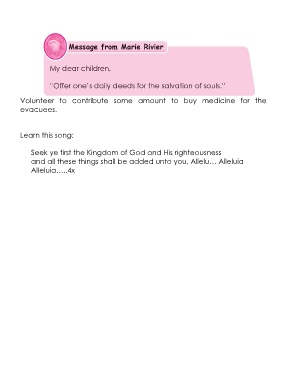 Message from Marie Rivier
My dear children,
“Offer one’s daily deeds for the salvation of souls.”
Volunteer to contribute some amount to buy medicine for the
evacuees.
Learn this song:
Seek ye first the Kingdom of God and His righteousness
and all these things shall be added unto you, Allelu… Alleluia
Alleluia…..4x